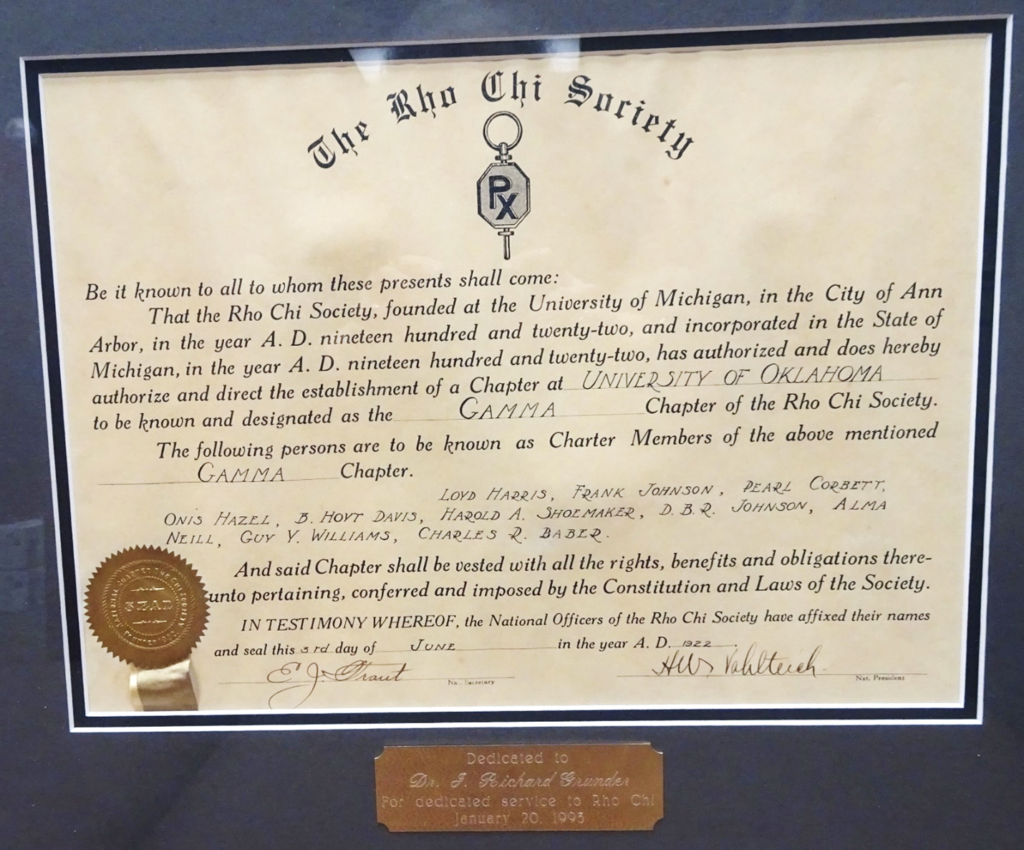 The Rho Chi Society
PX
Be it known to all to whom these presents shall come:
That the Rho Chi Society, founded at the University of Michigan, in the City of Ann
Arbor, in the year A. D. nineteen hundred and twenty-two, and incorporated in the State of
Michigan, in the year A. D. nineteen hundred and twenty-two, has authorized and does hereby
authorize and direct the establishment of a Chapter at UNIVERSITY OF OKLAHOMA
to be known and designated as the GAMMA Chapter of the Rho Chi Society.
The following persons are to be known as Charter Members of the above mentioned
GAMMA Chapter.
LOYD HARRIS, FRANK JOHNSON, PEARL CORBETT,
ONIS HAZEL, B. HOYT DAVIS, HAROLD A. SHOEMAKER, D.B.R. JOHNSON, ALMA
NEILL, GUY Y. WILLIAMS, CHARLES R. BABER.
And said Chapter shall be vested with all the rights, benefits and obligations there-
unto pertaining, conferred and imposed by the Constitution and Laws of the Society.
IN TESTIMONY WHEREOF, the National Officers of the Rho Chi Society have affixed their names
and seal this 3rd day of JUNE in the year A. D. 1922
SEAL
E. J. Secretary
Nat. President
Dedicated to
Dr. J. Richard Grunder
For dedicated service to Rho Chi
January 20, 1993